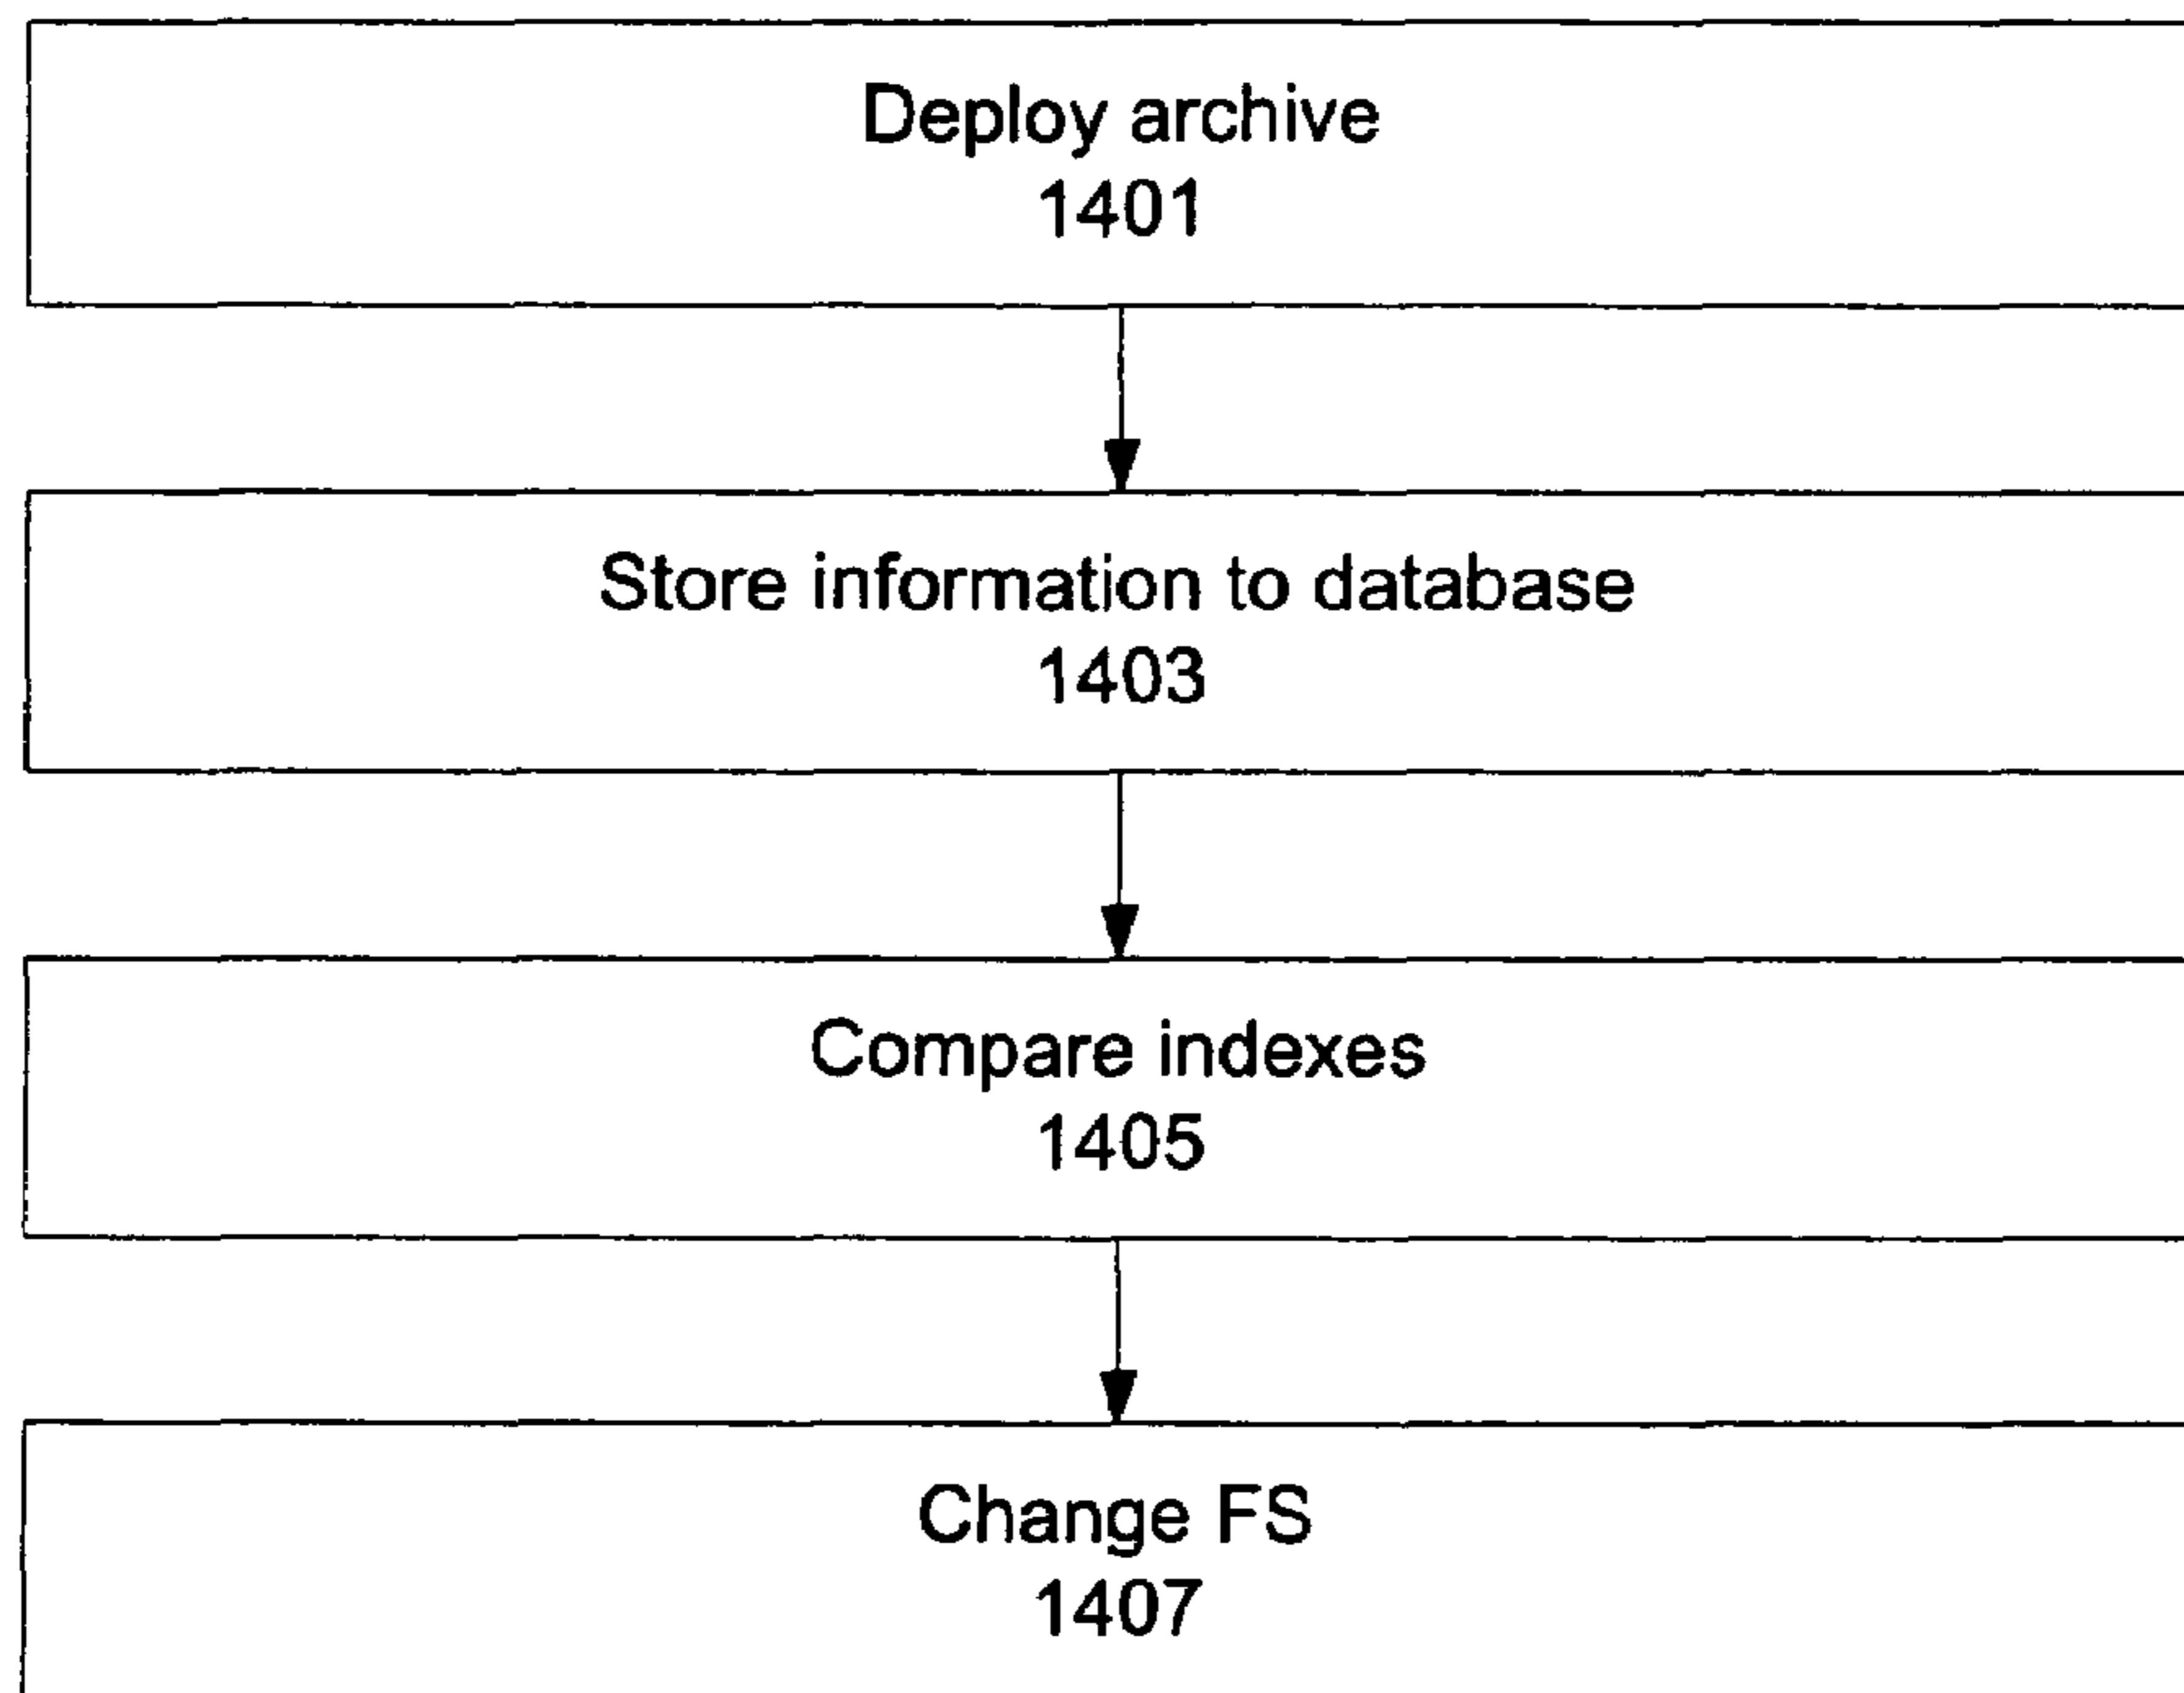 Deploy archive
1401
Store information to database
1403
Compare indexes
1405
Change FS
1407